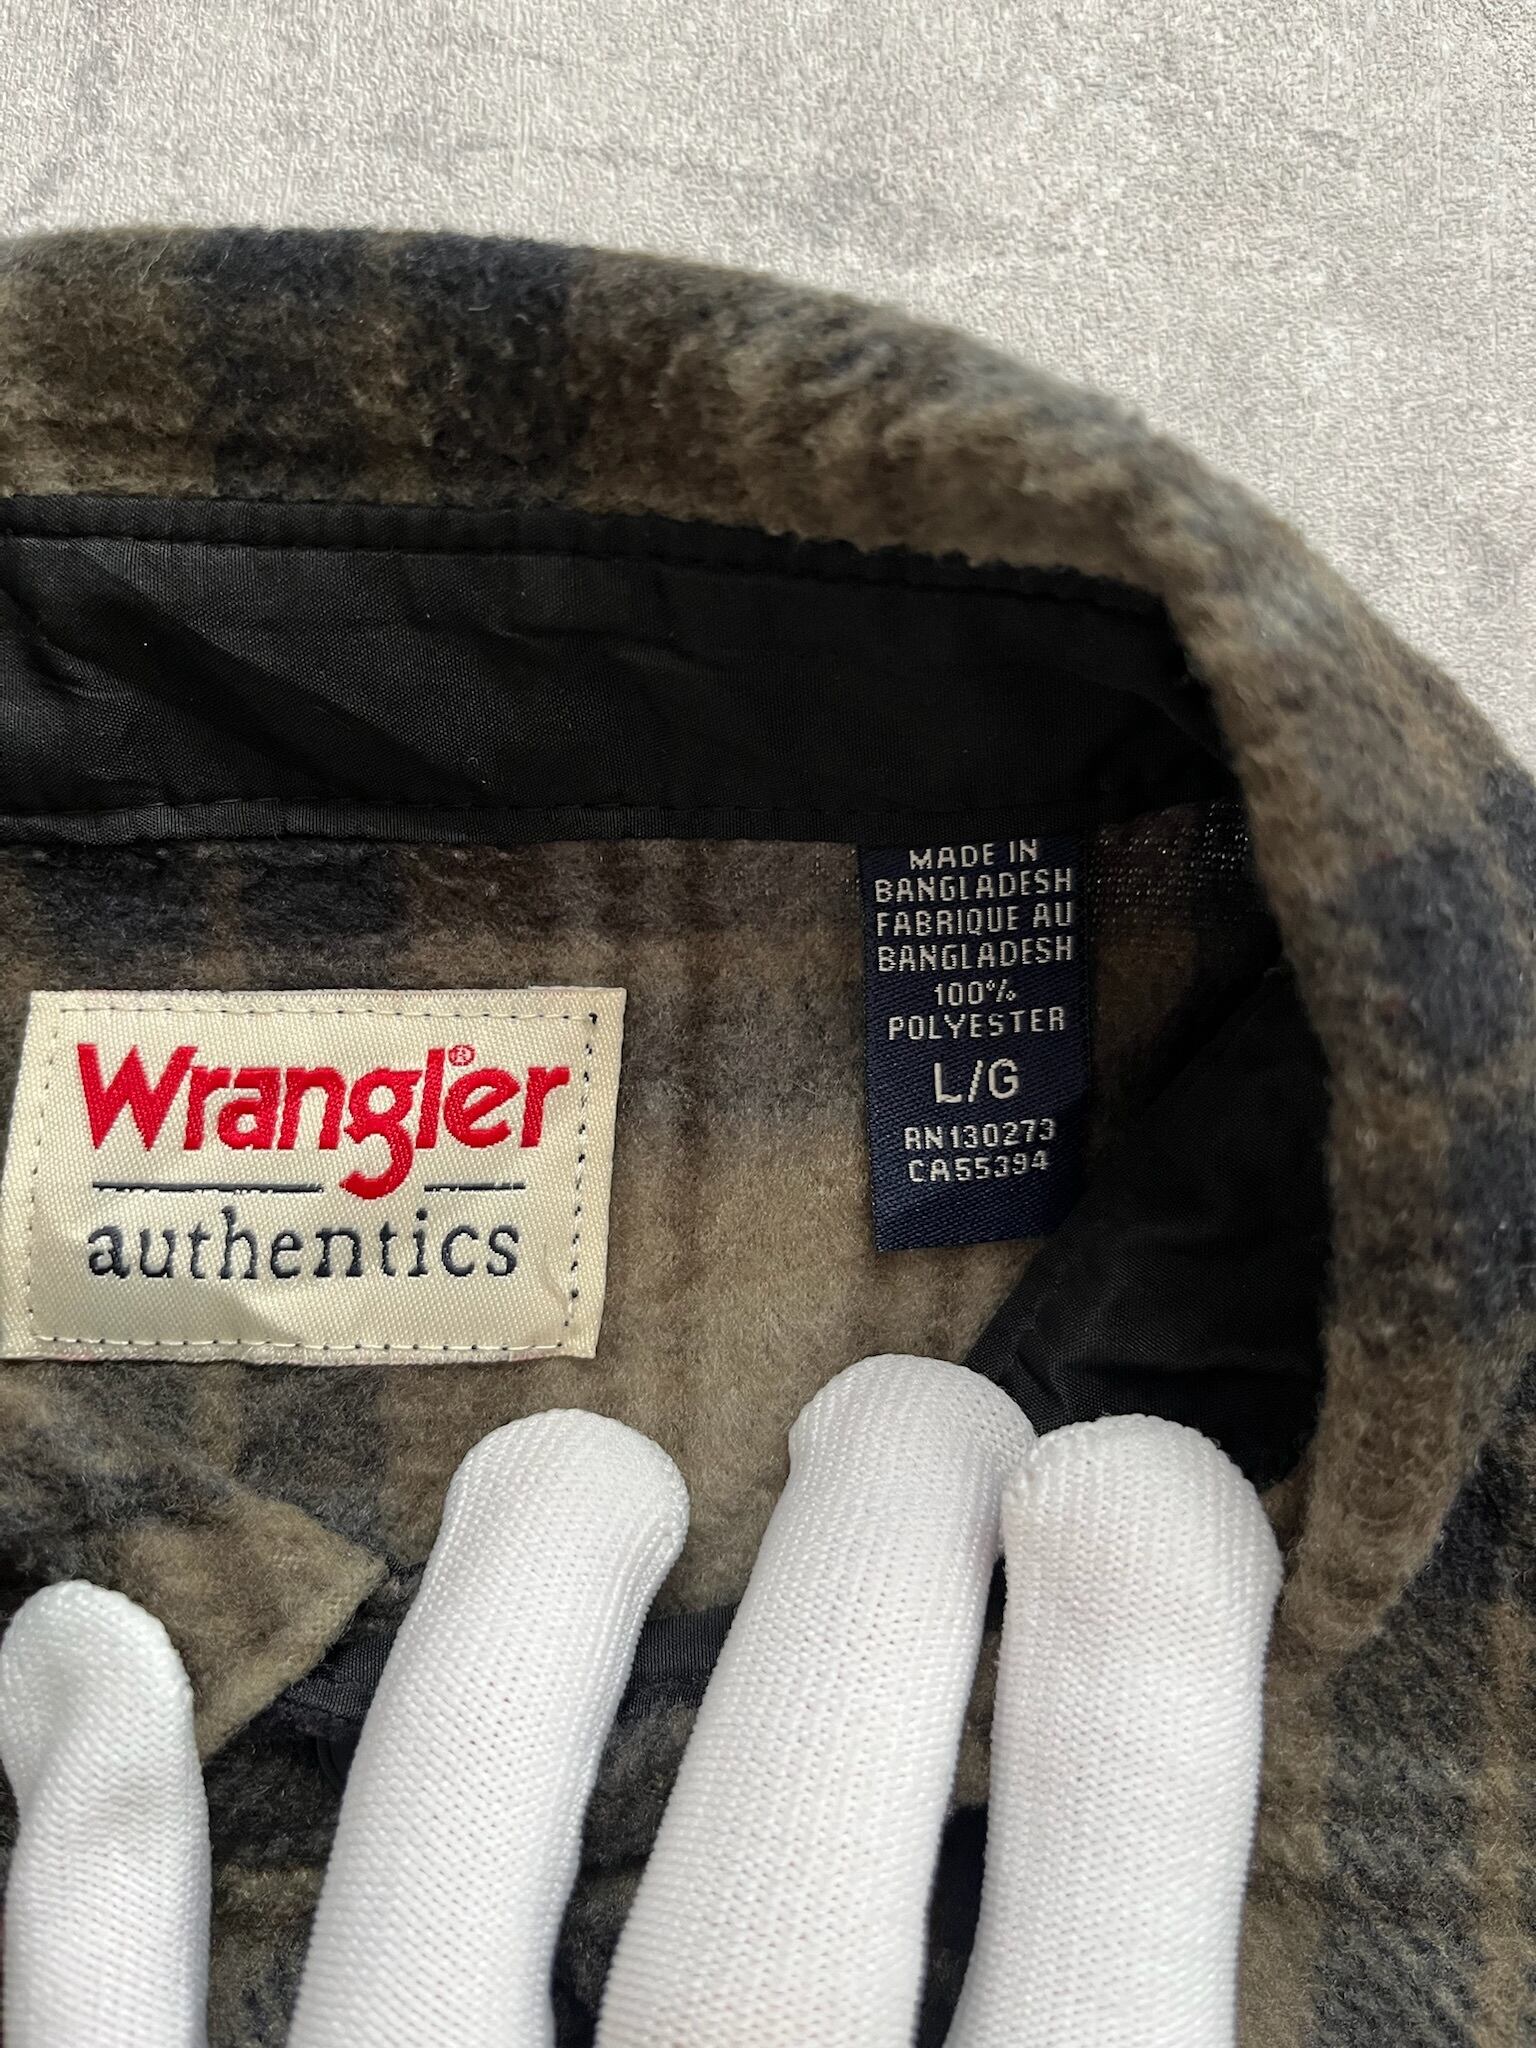 Wrangler®
authentics
MADE IN
BANGLADESH
FABRIQUE AU
BANGLADESH
100%
POLYESTER
L/G
RN130273
CA55394